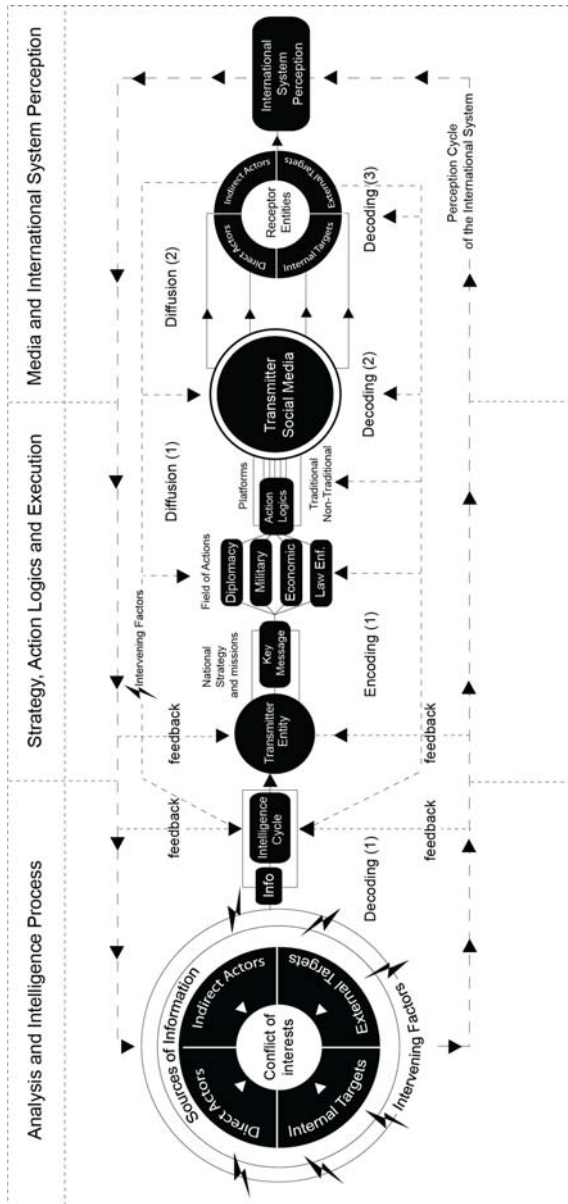 Analysis and Intelligence Process
Strategy, Action Logics and Execution
Media and International System Perception
Sources of Information
Direct Actors
Indirect Actors
Conflict of
interests
Internal Targets
External Targets
Intervening Factors
Info
Intelligence
Cycle
Decoding (1)
feedback
feedback
Intervening Factors
feedback
feedback
Transmitter
Entity
National
Strategy
and missions
Key
Message
Encoding (1)
Field of Actions
Diplomacy
Military
Economic
Law Enf.
Diffusion (1)
Platforms
Action
Logics
Traditional
Non-Traditional
Transmitter
Social Media
Decoding (2)
Diffusion (2)
Direct Actors
Indirect Actors
Receptor
Entities
Internal Targets
External Targets
Decoding (3)
International
System
Perception
Perception Cycle
of the International System